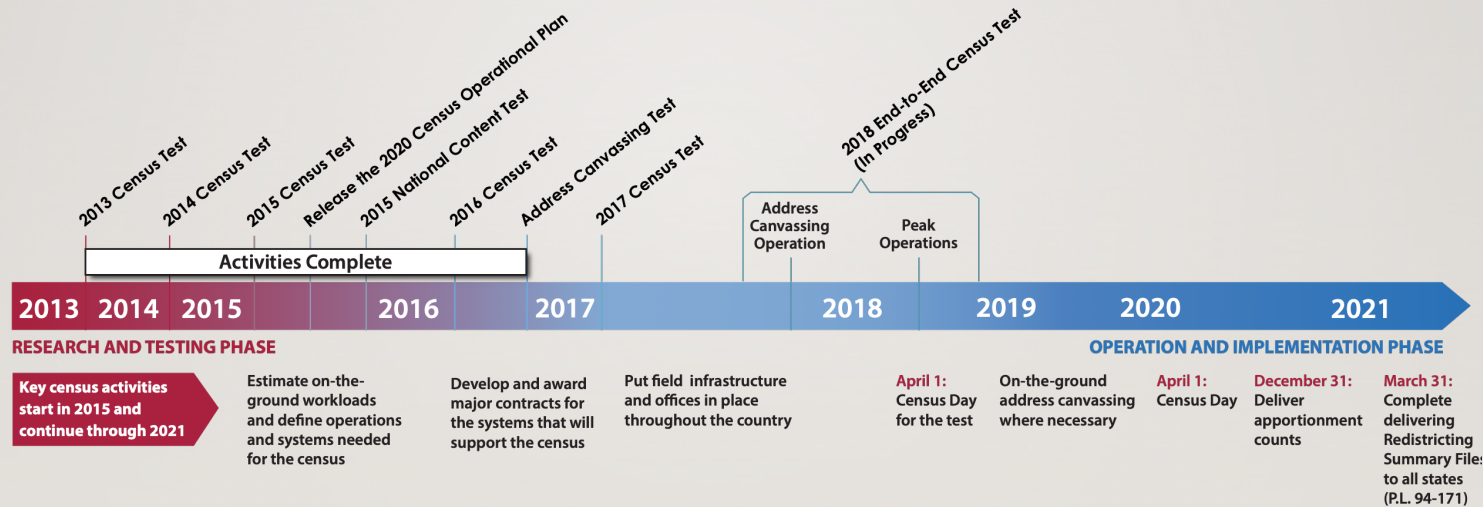 2013 Census Test
2014 Census Test
2015 Census Test
Release the 2020 Census Operational Plan
2015 National Content Test
2016 Census Test
Address Canvassing Test
2017 Census Test
2018 End-to-End Census Test
(In Progress)
Address
Canvassing
Operation
Peak
Operations
Activities Complete
2013 2014 2015 2016 2017 2018 2019 2020 2021
RESEARCH AND TESTING PHASE
OPERATION AND IMPLEMENTATION PHASE
Key census activities
start in 2015 and
continue through 2021
Estimate on-the-
ground workloads
and define operations
and systems needed
for the census
Develop and award
major contracts for
the systems that will
support the census
Put field infrastructure
and offices in place
throughout the country
April 1:
Census Day
for the test
On-the-ground
address canvassing
where necessary
April 1:
Census Day
December 31:
Deliver
apportionment
counts
March 31:
Complete
delivering
Redistricting
Summary Files
to all states
(P.L. 94-171)